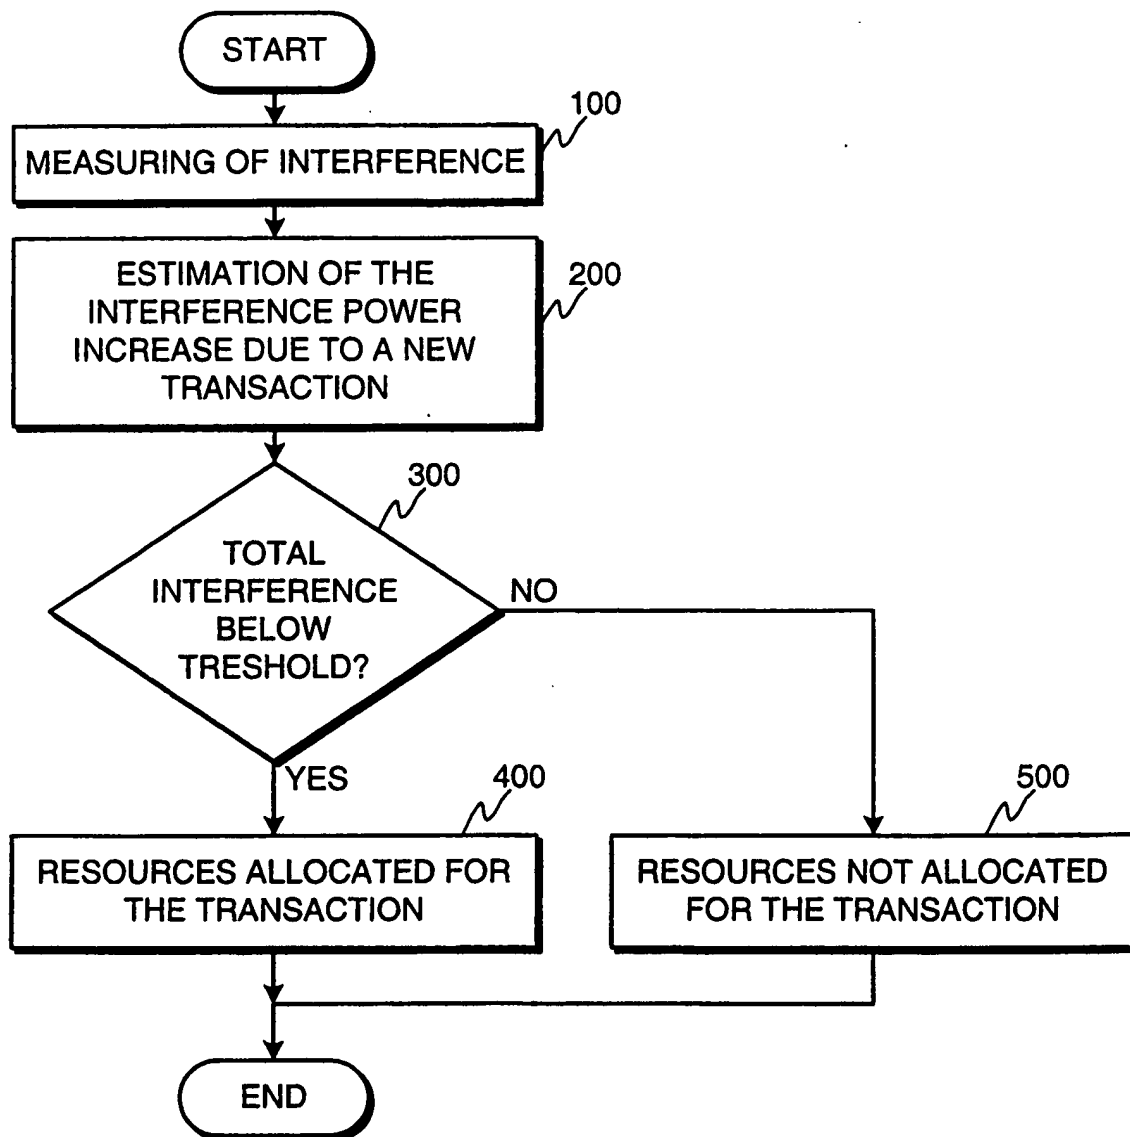 START
100
MEASURING OF INTERFERENCE
ESTIMATION OF THE
INTERFERENCE POWER
INCREASE DUE TO A NEW
TRANSACTION
200
300
TOTAL
INTERFERENCE
BELOW
TRESHOLD?
NO
YES
400
RESOURCES ALLOCATED FOR
THE TRANSACTION
500
RESOURCES NOT ALLOCATED
FOR THE TRANSACTION
END